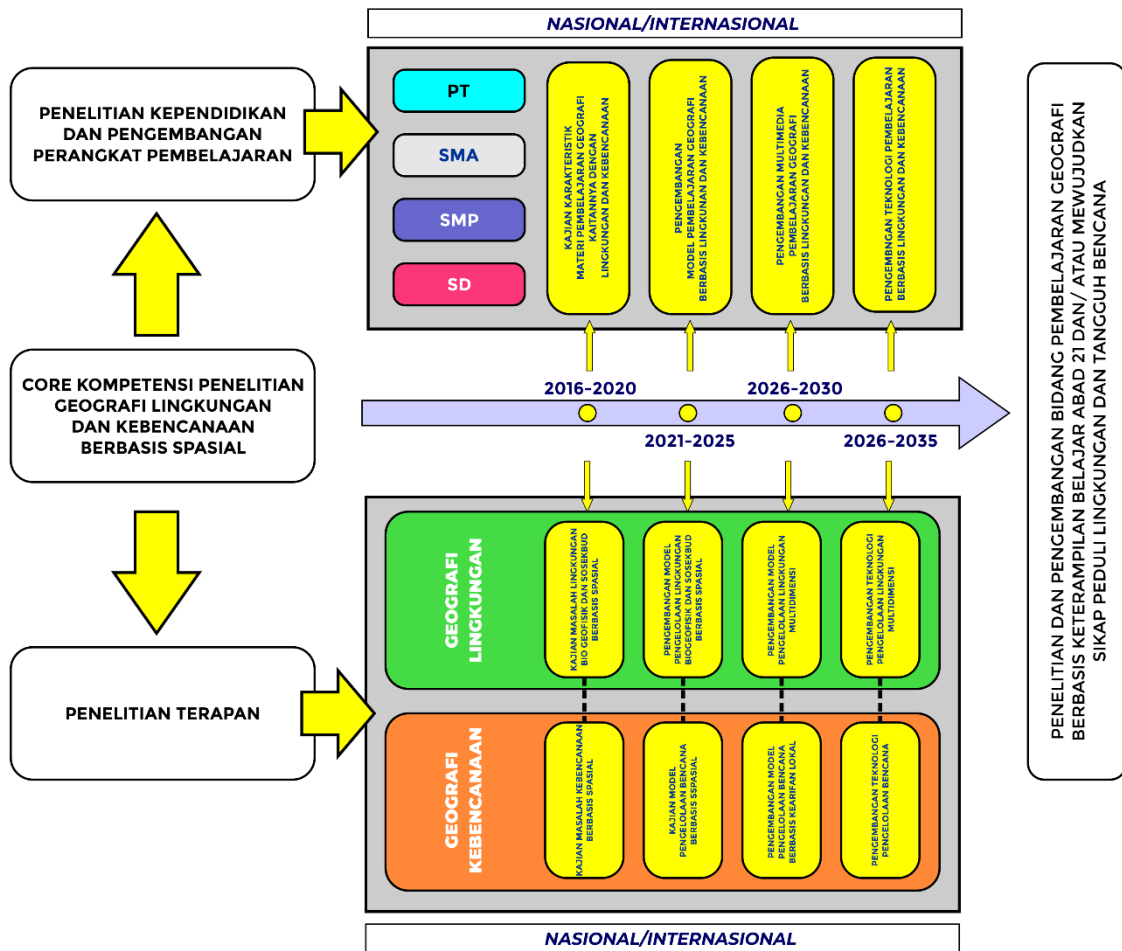 NASIONAL/INTERNASIONAL
PENELITIAN KEPENDIDIKAN
DAN PENGEMBANGAN
PERANGKAT PEMBELAJARAN
PT
SMA
SMP
SD
KAJIAN KARAKTERISTIK
MATERI PEMBELAJARAN GEOGRAFI
KAITANNYA DENGAN
LINGKUNGAN DAN KEBENCANAAN
PENGEMBANGAN
MODEL PEMBELAJARAN GEOGRAFI
BERBASIS LINGKUNAN DAN KEBENCANAAN
PENGEMBANGAN MULTIMEDIA
PEMBELAJARAN GEOGRAFI
BERBASIS LINGKUNGAN DAN KEBENCANAAN
PENGEMBNGAN TEKNOLOGI PERBELAJARAN
BERBASIS LINGKUNGAN DAN KEBENCANAAN
CORE KOMPETENSI PENELITIAN
GEOGRAFI LINGKUNGAN
DAN KEBENCANAAN
BERBASIS SPASIAL
2016-2020
2021-2025
2026-2030
2026-2035
PENELITIAN TERAPAN
GEOGRAFI
LINGKUNGAN
KAJIAN MASALAH LINGKUNGAN
BIO GEOFISIK DAN SOSEKBUD
BERBASIS SPASIAL
PENGEMBANGAN MODEL
PENGELOLAAN LINGKUNGAN
BIOGEOFISIK DAN SOSEKBUD
BERBASIS SPASIAL
PENGEMBANGAN MODEL
PENGELOLAAN LINGKUNGAN
MULTIDIMENSI
PENGEMBANGAN TEKNOLOGI
PENGELOLAAN LINGKUNGAN
MULTIDIMENSI
GEOGRAFI
KEBENCANAAN
KAJIAN MASALAH KEBENCANAAN
BERBASIS SPASIAL
KAJIAN MODEL
PENGELOLAAN BENCANA
BERBASIS SSPASIAL
PENGEMBANGAN MODEL
PENGELOLAAN BENCANA
BERBASIS KEARIFAN LOKAL
PENGEMBANGAN TEKNOLOGI
PENGELOLAAN BENCANA
NASIONAL/INTERNASIONAL
PENELITIAN DAN PENGEMBANGAN BIDANG PEMBELAJARAN GEOGRAFI
BERBASIS KETERAMPILAN BELAJAR ABAD 21 DAN/ ATAU MEWUJUDKAN
SIKAP PEDULI LINGKUNGAN DAN TANGGUH BENCANA